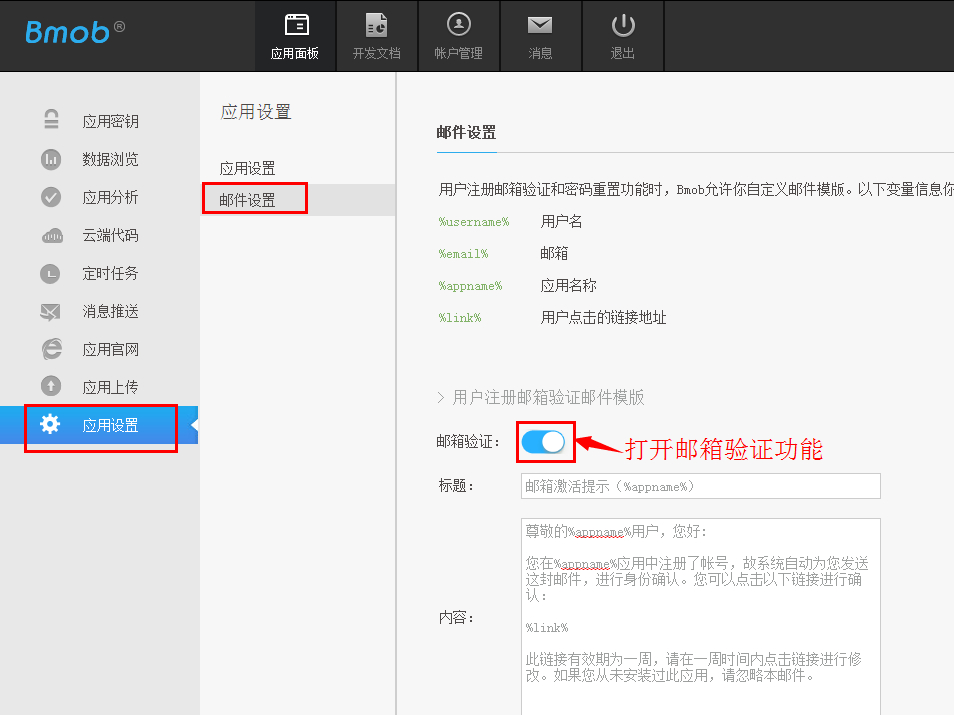 Bmob®
应用面板
开发文档
帐户管理
消息
退出
应用密钥
数据浏览
应用分析
云端代码
定时任务
消息推送
应用官网
应用上传
应用设置
应用设置
应用设置
邮件设置
邮件设置
用户注册邮箱验证和密码重置功能时，Bmob允许你自定义邮件模版。以下变量信息你
%username% 用户名
%email% 邮箱
%appname% 应用名称
%link% 用户点击的链接地址
> 用户注册邮箱验证邮件模版
邮箱验证：
打开邮箱验证功能
标题： 邮箱激活提示（%appname%）
内容：
尊敬的%appname%用户，您好：
您在%appname%应用中注册了帐号，故系统自动为您发送
这封邮件，进行身份确认。您可以点击以下链接进行确
认：
%link%
此链接有效期为一周，请在一周时间内点击链接进行修
改。如果您从未安装过此应用，请忽略本邮件。